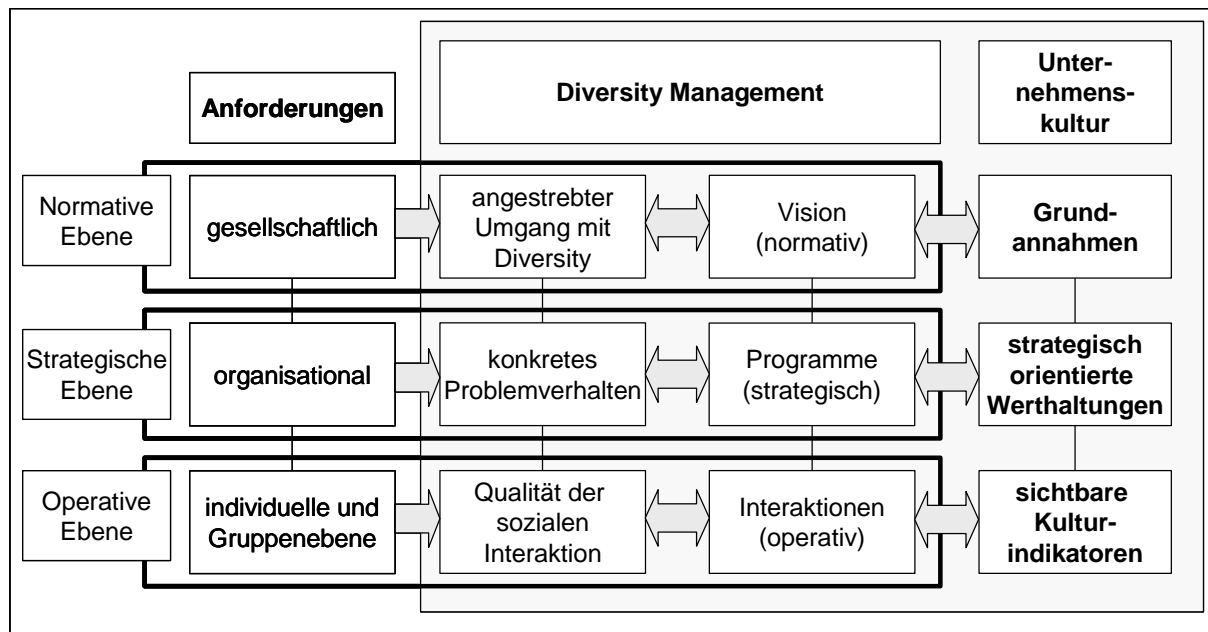 Anforderungen
Diversity Management
Unter-
nehmens-
kultur
Normative
Ebene
gesellschaftlich
angestrebter
Umgang mit
Diversity
Vision
(normativ)
Grund-
annahmen
Strategische
Ebene
organisational
konkretes
Problemverhalten
Programme
(strategisch)
strategisch
orientierte
Werthaltungen
Operative
Ebene
individuelle und
Gruppenebene
Qualität der
sozialen
Interaktion
Interaktionen
(operativ)
sichtbare
Kultur-
indikatoren